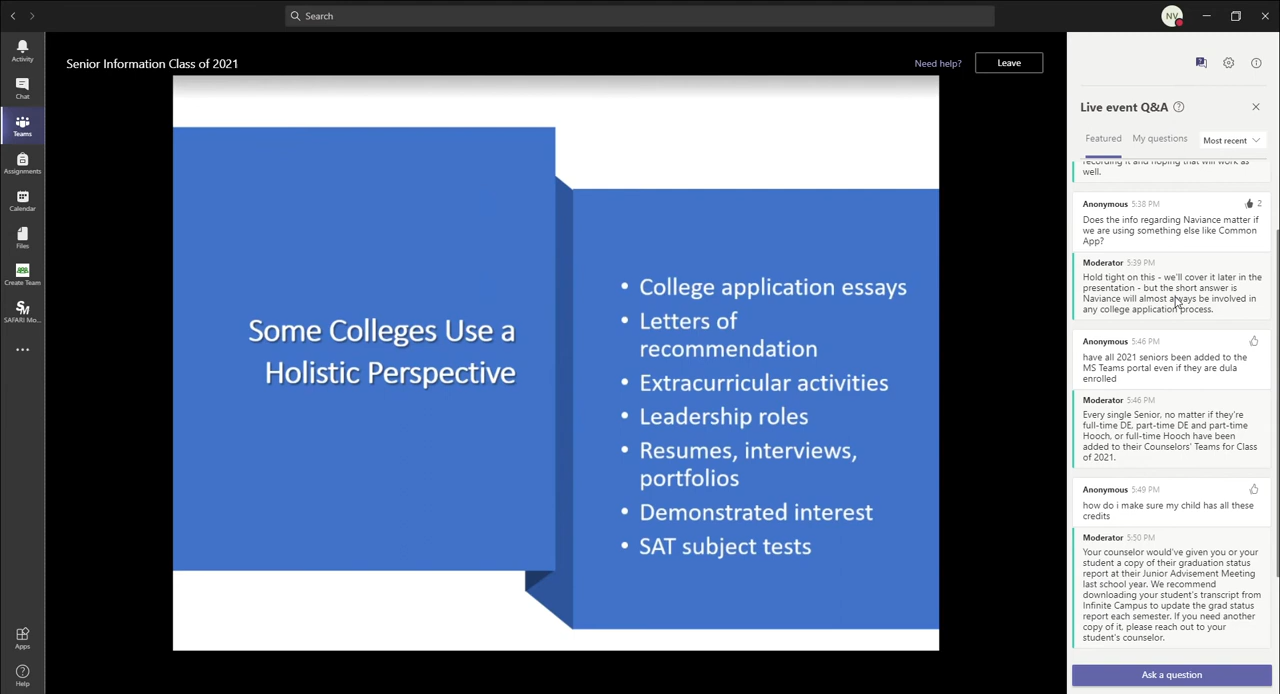 Search
NV
Activity
Chat
Teams
Assignments
Calendar
Files
Create Team
SAFARI Mo...
Apps
Help
Senior Information Class of 2021
Need help?
Leave
Some Colleges Use a
Holistic Perspective
• College application essays
• Letters of
recommendation
• Extracurricular activities
• Leadership roles
• Resumes, interviews,
portfolios
• Demonstrated interest
• SAT subject tests
Live event Q&A
Featured
My questions
Most recent
recording it and hoping that will work as
well.
Anonymous 5:38 PM
2
Does the info regarding Naviance matter if
we are using something else like Common
App?
Moderator 5:39 PM
Hold tight on this - we'll cover it later in the
presentation - but the short answer is
Naviance will almost always be involved in
any college application process.
Anonymous 5:46 PM
have all 2021 seniors been added to the
MS Teams portal even if they are dula
enrolled
Moderator 5:46 PM
Every single Senior, no matter if they're
full-time DE, part-time DE and part-time
Hooch, or full-time Hooch have been
added to their Counselors' Teams for Class
of 2021.
Anonymous 5:49 PM
how do i make sure my child has all these
credits
Moderator 5:50 PM
Your counselor would've given you or your
student a copy of their graduation status
report at their Junior Advisement Meeting
last school year. We recommend
downloading your student's transcript from
Infinite Campus to update the grad status
report each semester. If you need another
copy of it, please reach out to your
student's counselor.
Ask a question